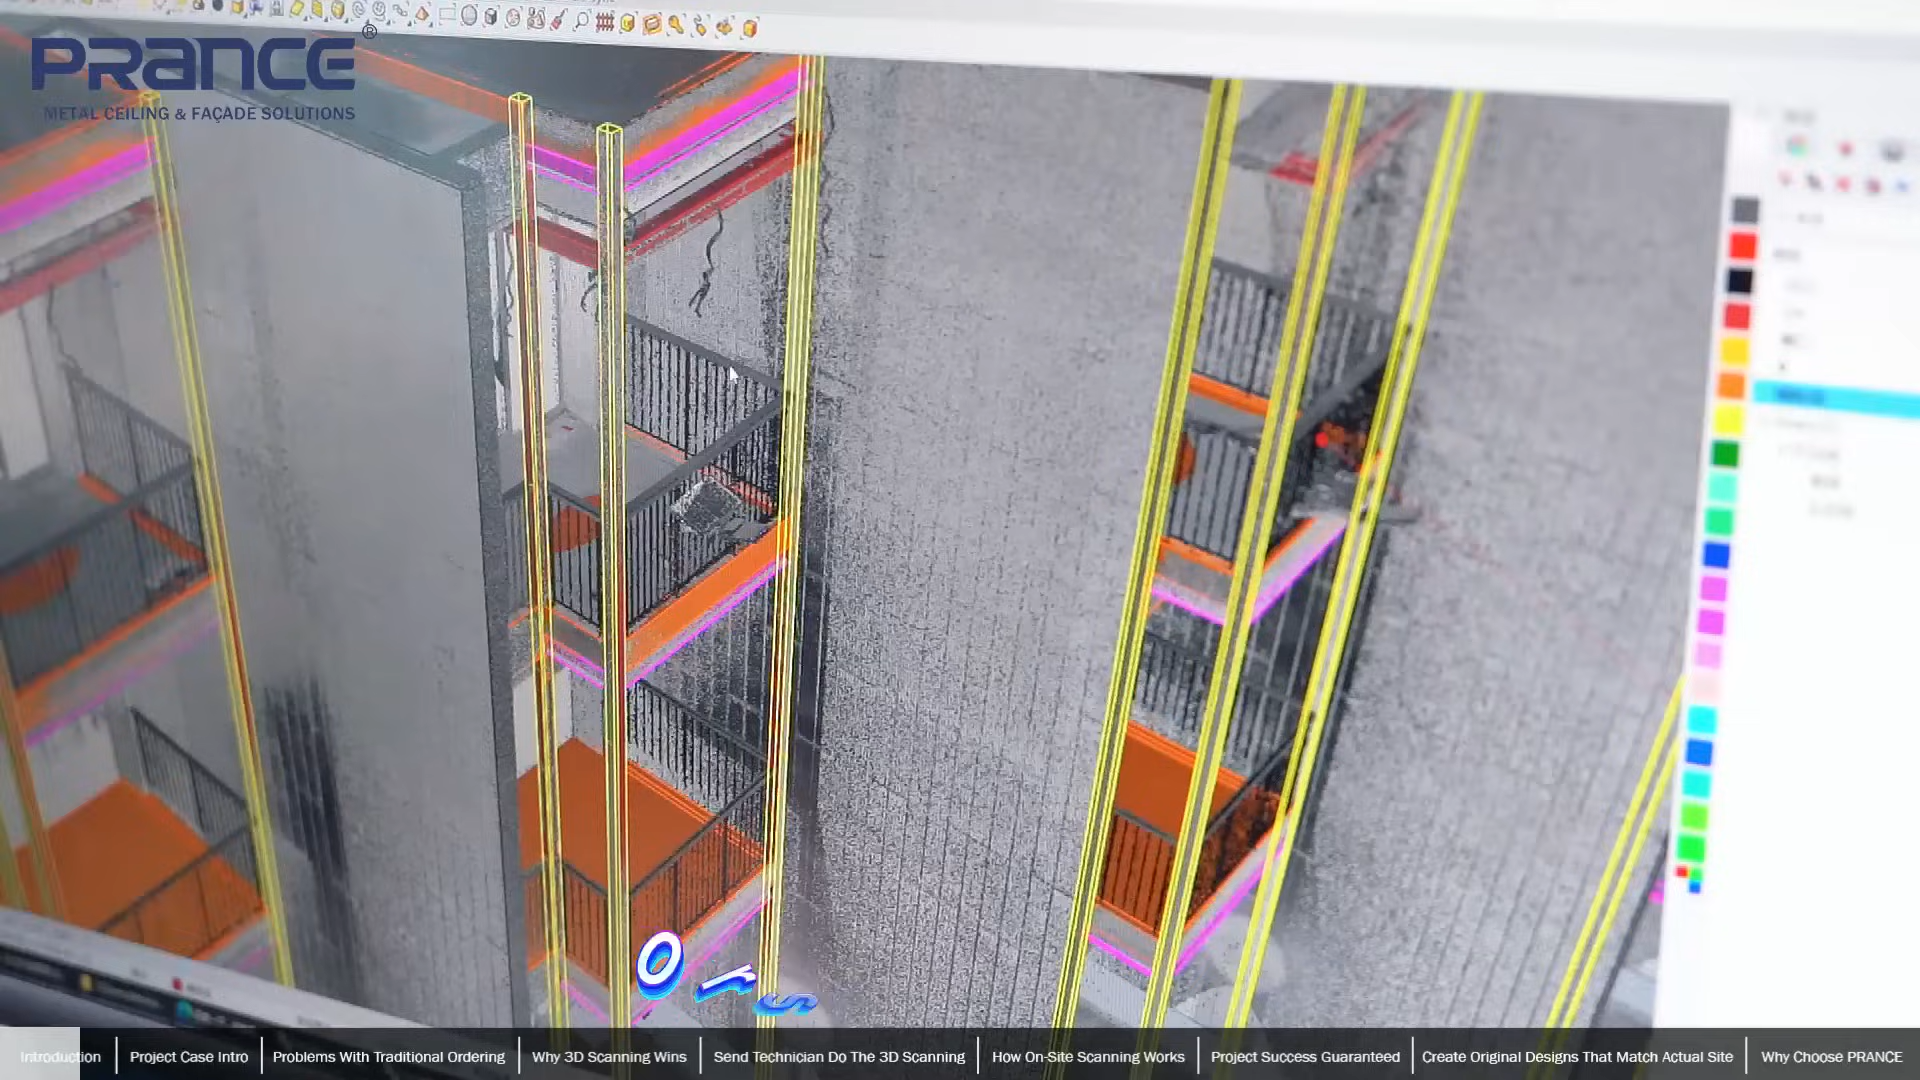 PRANCE®
METAL CEILING & FAÇADE SOLUTIONS
Ors
Introduction
Project Case Intro
Problems With Traditional Ordering
Why 3D Scanning Wins
Send Technician Do The 3D Scanning
How On-Site Scanning Works
Project Success Guaranteed
Create Original Designs That Match Actual Site
Why Choose PRANCE